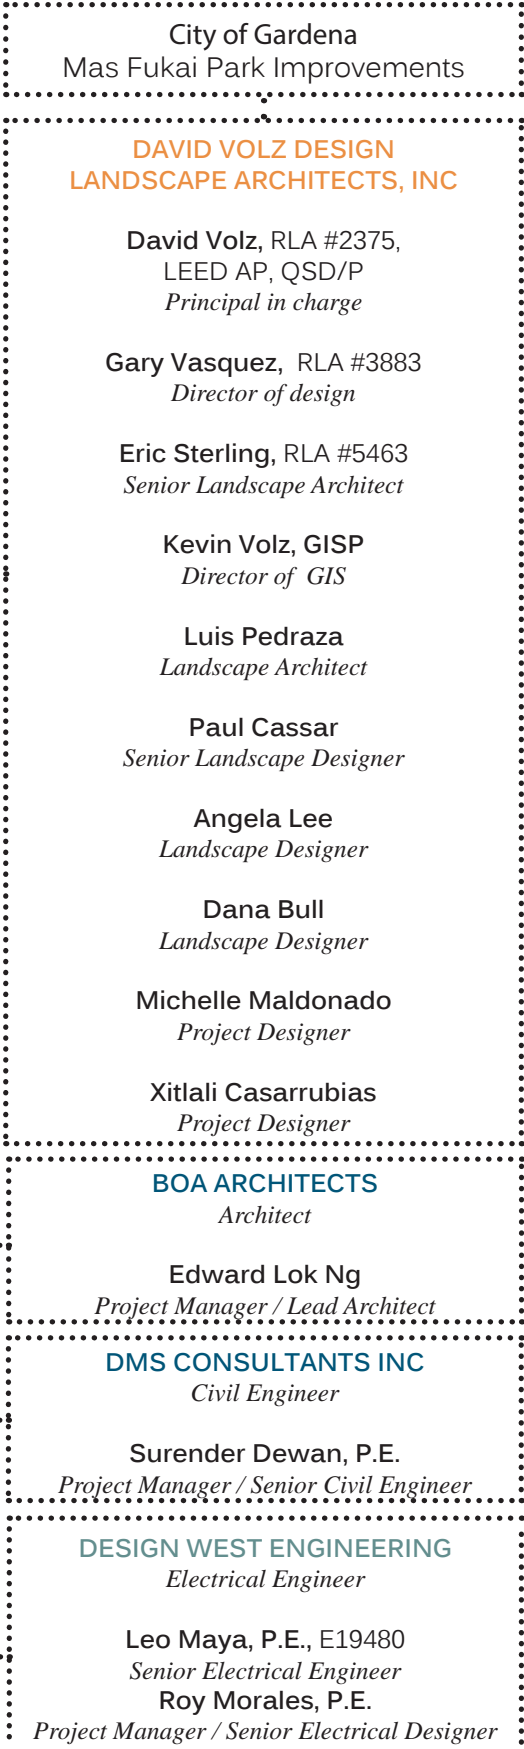 City of Gardena
Mas Fukai Park Improvements
DAVID VOLZ DESIGN
LANDSCAPE ARCHITECTS, INC
David Volz, RLA #2375,
LEED AP, QSD/P
Principal in charge
Gary Vasquez, RLA #3883
Director of design
Eric Sterling, RLA #5463
Senior Landscape Architect
Kevin Volz, GISP
Director of GIS
Luis Pedraza
Landscape Architect
Paul Cassar
Senior Landscape Designer
Angela Lee
Landscape Designer
Dana Bull
Landscape Designer
Michelle Maldonado
Project Designer
Xitlali Casarrubias
Project Designer
BOA ARCHITECTS
Architect
Edward Lok Ng
Project Manager / Lead Architect
DMS CONSULTANTS INC
Civil Engineer
Surender Dewan, P.E.
Project Manager / Senior Civil Engineer
DESIGN WEST ENGINEERING
Electrical Engineer
Leo Maya, P.E., E19480
Senior Electrical Engineer
Roy Morales, P.E.
Project Manager / Senior Electrical Designer